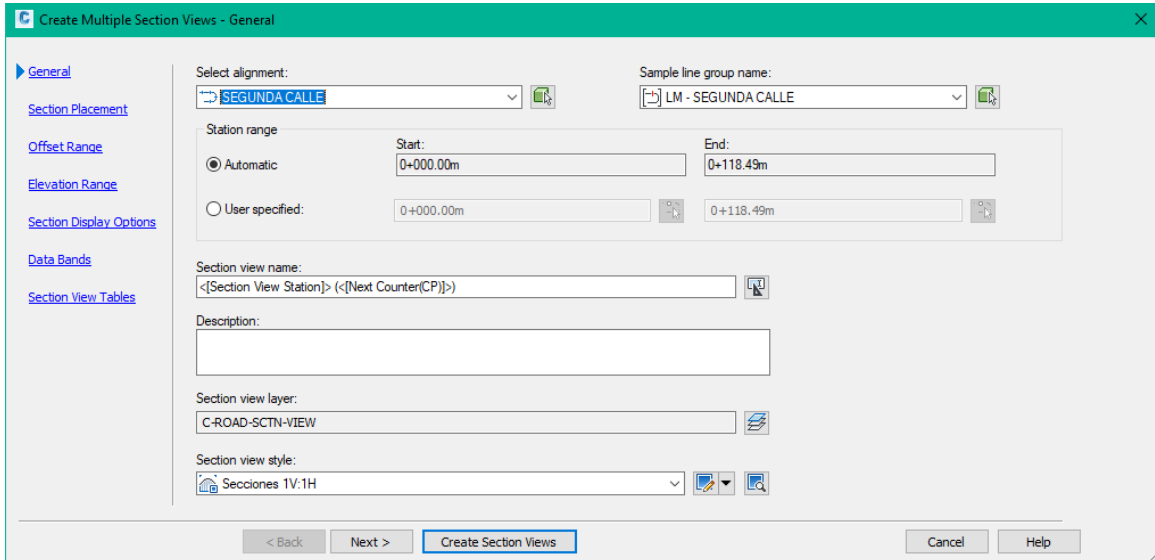 Create Multiple Section Views - General
General
Section Placement
Offset Range
Elevation Range
Section Display Options
Data Bands
Section View Tables
Select alignment:
SEGUNDA CALLE
Sample line group name:
LM - SEGUNDA CALLE
Station range
Start:
End:
Automatic
0+000.00m
0+118.49m
User specified:
0+000.00m
0+118.49m
Section view name:
<[Section View Station]> (<[Next Counter(CP)]>)
Description:
Section view layer:
C-ROAD-SCTN-VIEW
Section view style:
Secciones 1V:1H
< Back
Next >
Create Section Views
Cancel
Help